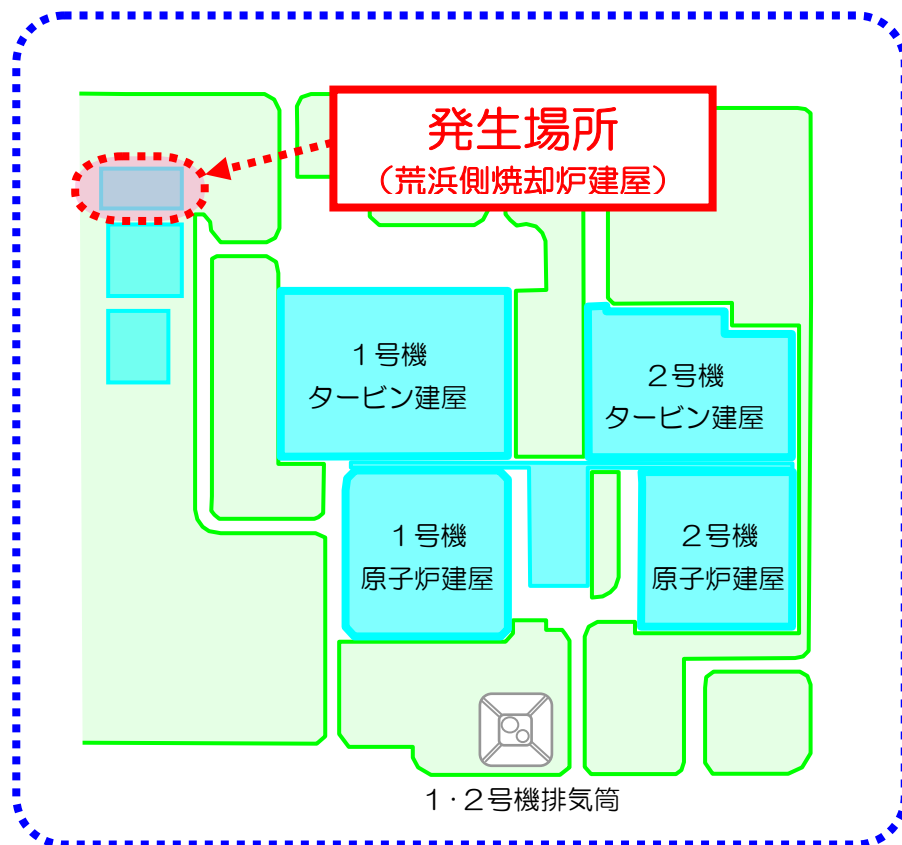 発生場所
（荒浜側焼却炉建屋）
１号機
タービン建屋
２号機
タービン建屋
１号機
原子炉建屋
２号機
原子炉建屋
１・２号機排気筒